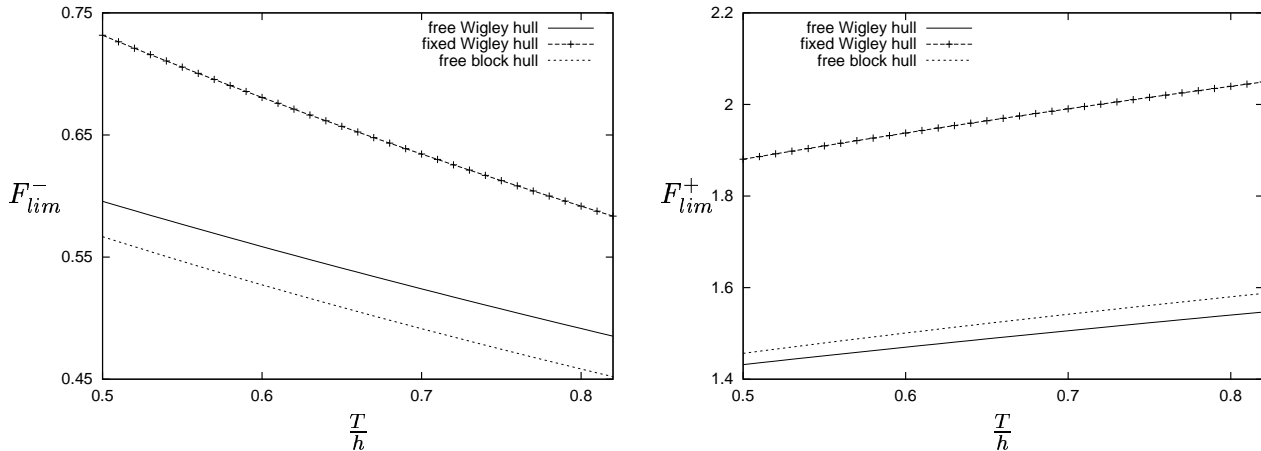 0.75
free Wigley hull
fixed Wigley hull
free block hull
0.65
F_{lim}^{-}
0.55
0.45
0.5 0.6 0.7 0.8
T/h
2.2
free Wigley hull
fixed Wigley hull
free block hull
2
F_{lim}^{+}
1.8
1.6
1.4
0.5 0.6 0.7 0.8
T/h